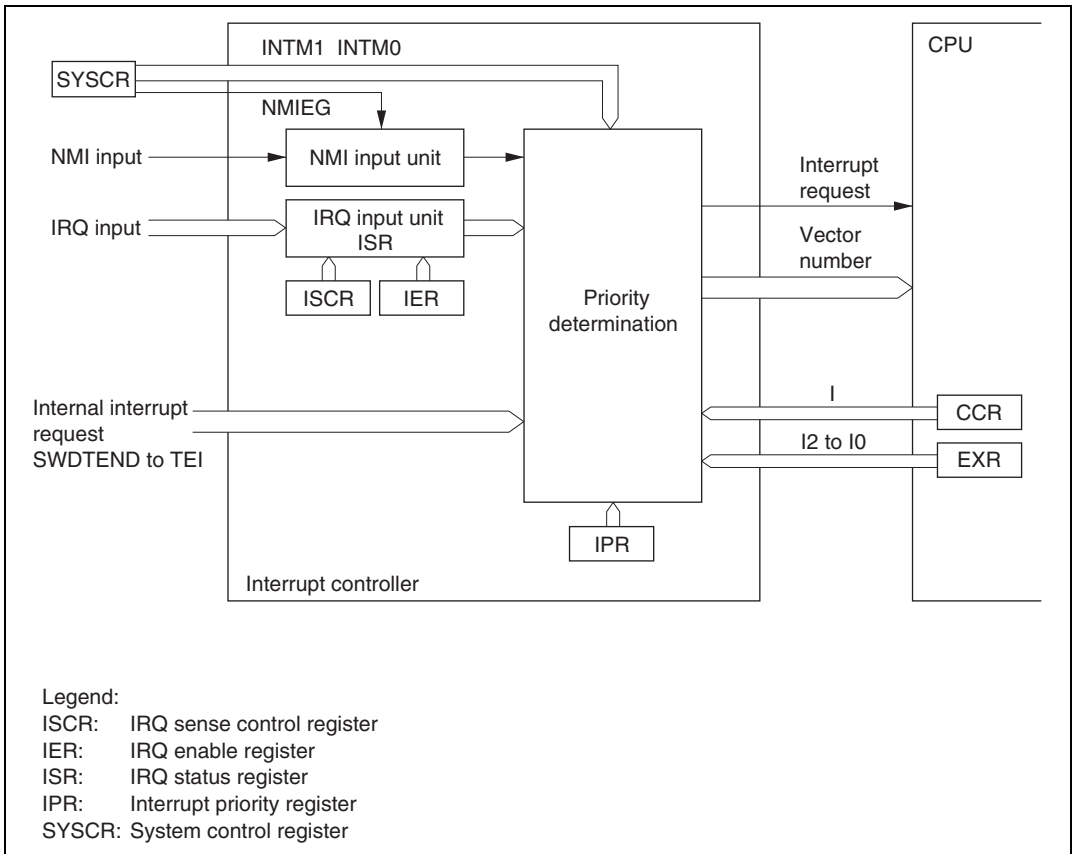 INTM1 INTM0
CPU
SYSCR
NMIEG
NMI input
NMI input unit
Interrupt
request
IRQ input
IRQ input unit
ISR
Vector
number
ISCR
IER
Priority
determination
Internal interrupt
request
SWDTEND to TEI
I
CCR
I2 to I0
EXR
IPR
Interrupt controller
Legend:
ISCR: IRQ sense control register
IER: IRQ enable register
ISR: IRQ status register
IPR: Interrupt priority register
SYSCR: System control register